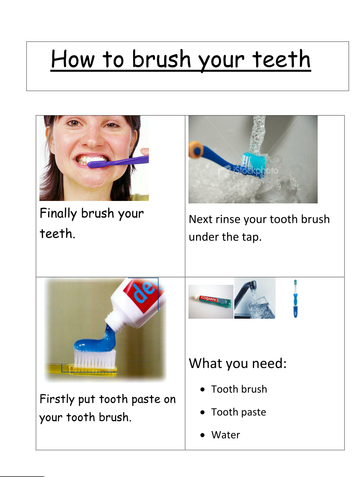 How to brush your teeth
Finally brush your
teeth.
Next rinse your tooth brush
under the tap.
Firstly put tooth paste on
your tooth brush.
What you need:
Tooth brush
Tooth paste
Water